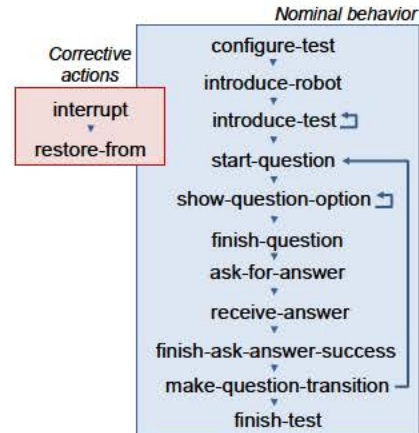 Nominal behavior
configure-test
introduce-robot
introduce-test
start-question
show-question-option
finish-question
ask-for-answer
receive-answer
finish-ask-answer-success
make-question-transition
finish-test
Corrective
actions
interrupt
restore-from